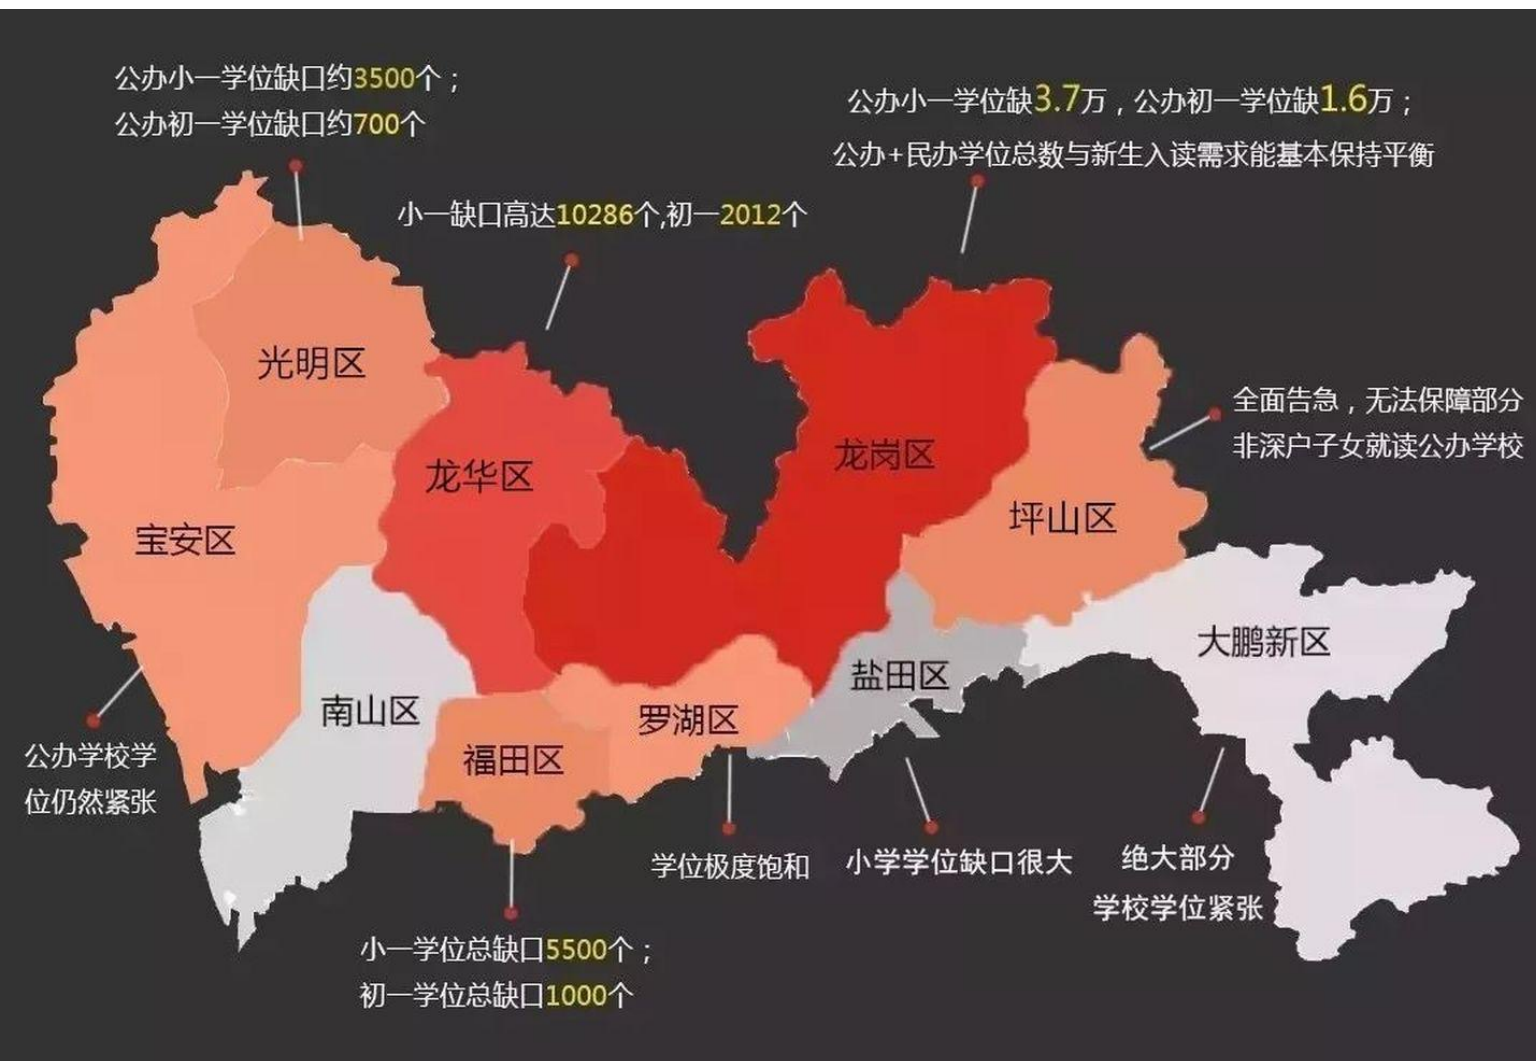 公办小一学位缺口约3500个；
公办初一学位缺口约700个
公办小一学位缺3.7万，公办初一学位缺1.6万；
公办+民办学位总数与新生入读需求能基本保持平衡
小一缺口高达10286个,初一2012个
光明区
龙华区
龙岗区
全面告急，无法保障部分
非深户子女就读公办学校
坪山区
宝安区
大鹏新区
盐田区
南山区
罗湖区
福田区
公办学校学
位仍然紧张
学位极度饱和
小学学位缺口很大
绝大部分
学校学位紧张
小一学位总缺口5500个；
初一学位总缺口1000个